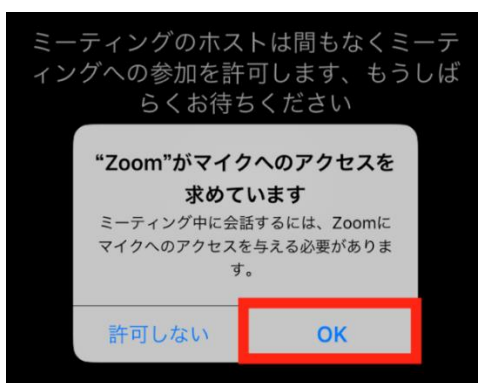 ミーティングのホストは間もなくミーテ
ィングへの参加を許可します、もうしば
らくお待ちください
“Zoom”がマイクへのアクセスを
求めています
ミーティング中に会話するには、Zoomに
マイクへのアクセスを与える必要がありま
す。
許可しない
OK